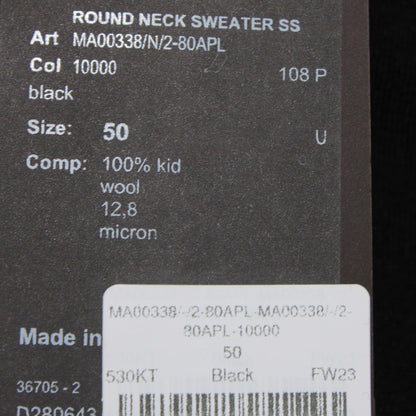 ROUND NECK SWEATER SS
Art MA00338/N/2-80APL
Col 10000
108 P
black
Size: 50
U
Comp: 100% kid
wool
12,8
micron
MA00338/-/2-80APL-MA00338/-/2-
80APL-10000
50
Made in
530KT Black FW23
36705 - 2
D280643